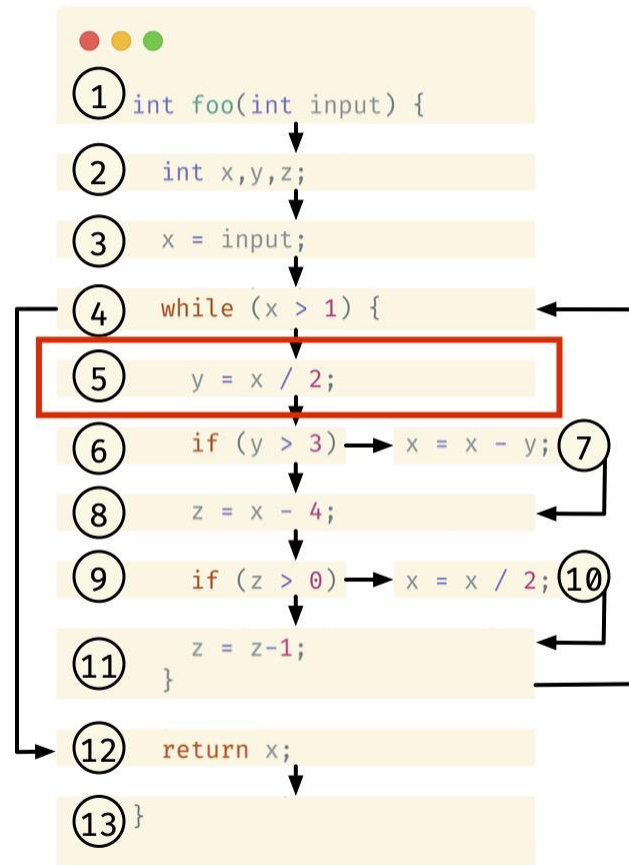 1 int foo(int input) {
2 int x,y,z;
3 x = input;
4 while (x > 1) {
5 y = x / 2;
6 if (y > 3) x = x - y; 7
8 z = x - 4;
9 if (z > 0) x = x / 2; 10
11 z = z-1;
}
12 return x;
13 }